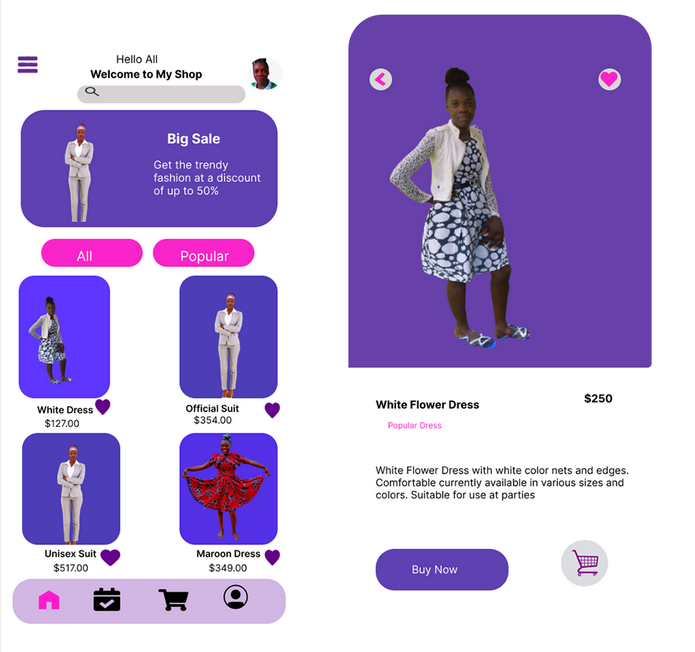 Hello All
Welcome to My Shop
Big Sale
Get the trendy
fashion at a discount
of up to 50%
All
Popular
White Dress
$127.00
Official Suit
$354.00
Unisex Suit
$517.00
Maroon Dress
$349.00
White Flower Dress
$250
Popular Dress
White Flower Dress with white color nets and edges.
Comfortable currently available in various sizes and
colors. Suitable for use at parties
Buy Now